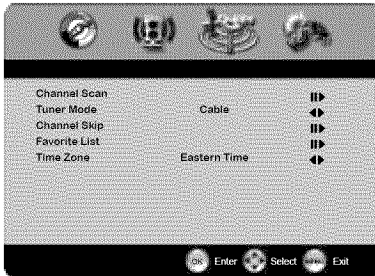 Channel Scan
Tuner Mode Cable
Channel Skip
Favorite List
Time Zone Eastern Time
OK Enter Select Exit